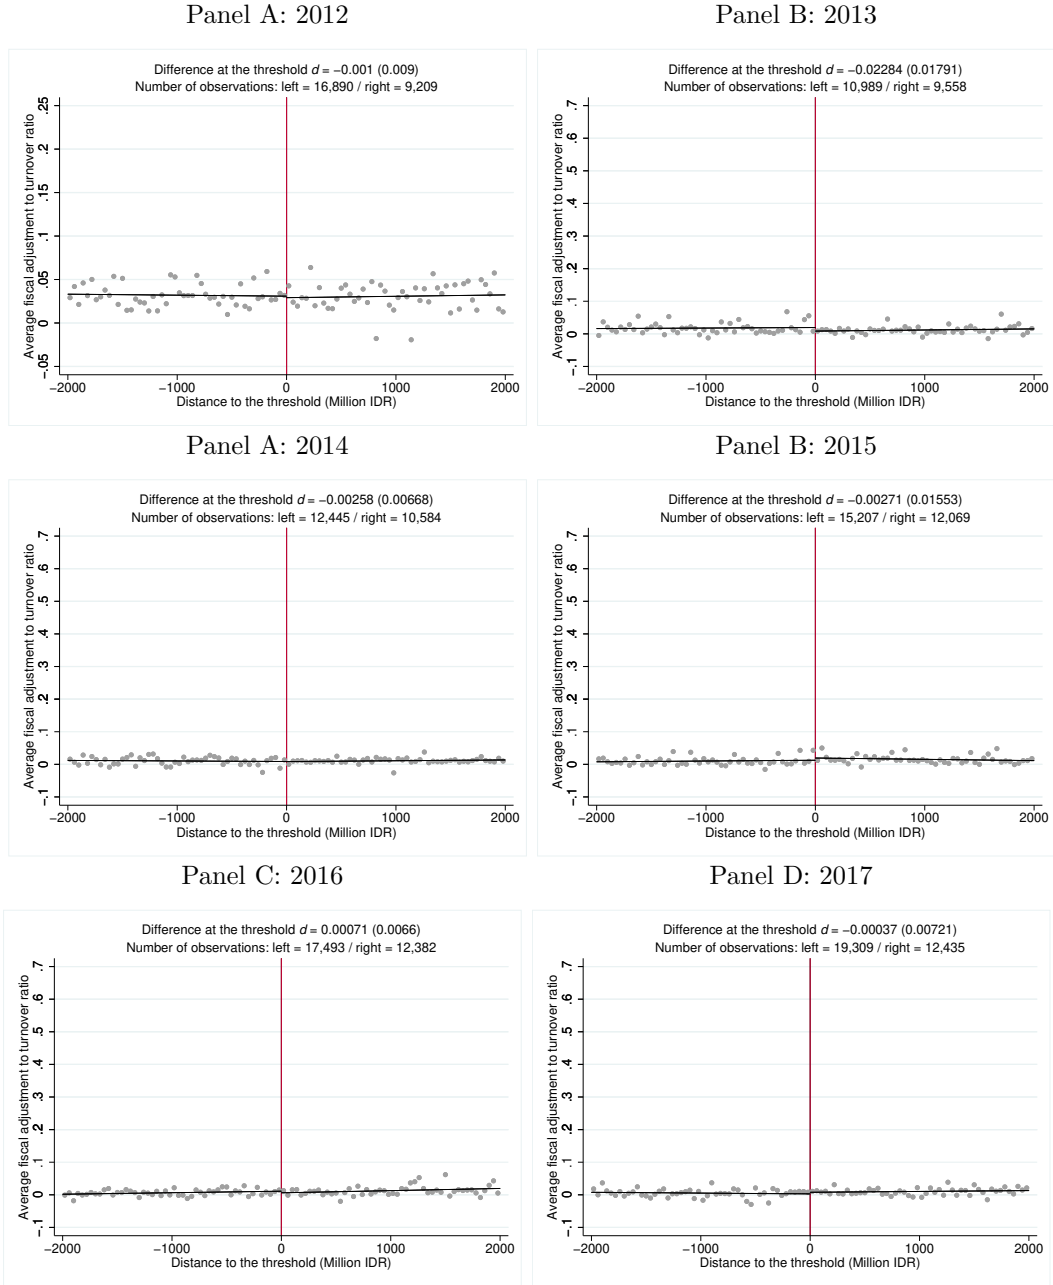 Panel A: 2012
Difference at the threshold d = −0.001 (0.009)
Number of observations: left = 16,890 / right = 9,209
Average fiscal adjustment to turnover ratio
.25
.2
.15
.1
.05
0
−.05
−2000 −1000 0 1000 2000
Distance to the threshold (Million IDR)
Panel B: 2013
Difference at the threshold d = −0.02284 (0.01791)
Number of observations: left = 10,989 / right = 9,558
Average fiscal adjustment to turnover ratio
.7
.6
.5
.4
.3
.2
.1
0
−.1
−2000 −1000 0 1000 2000
Distance to the threshold (Million IDR)
Panel A: 2014
Difference at the threshold d = −0.00258 (0.00668)
Number of observations: left = 12,445 / right = 10,584
Average fiscal adjustment to turnover ratio
.7
.6
.5
.4
.3
.2
.1
0
−.1
−2000 −1000 0 1000 2000
Distance to the threshold (Million IDR)
Panel B: 2015
Difference at the threshold d = −0.00271 (0.01553)
Number of observations: left = 15,207 / right = 12,069
Average fiscal adjustment to turnover ratio
.7
.6
.5
.4
.3
.2
.1
0
−.1
−2000 −1000 0 1000 2000
Distance to the threshold (Million IDR)
Panel C: 2016
Difference at the threshold d = 0.00071 (0.0066)
Number of observations: left = 17,493 / right = 12,382
Average fiscal adjustment to turnover ratio
.7
.6
.5
.4
.3
.2
.1
0
−.1
−2000 −1000 0 1000 2000
Distance to the threshold (Million IDR)
Panel D: 2017
Difference at the threshold d = −0.00037 (0.00721)
Number of observations: left = 19,309 / right = 12,435
Average fiscal adjustment to turnover ratio
.7
.6
.5
.4
.3
.2
.1
0
−.1
−2000 −1000 0 1000 2000
Distance to the threshold (Million IDR)